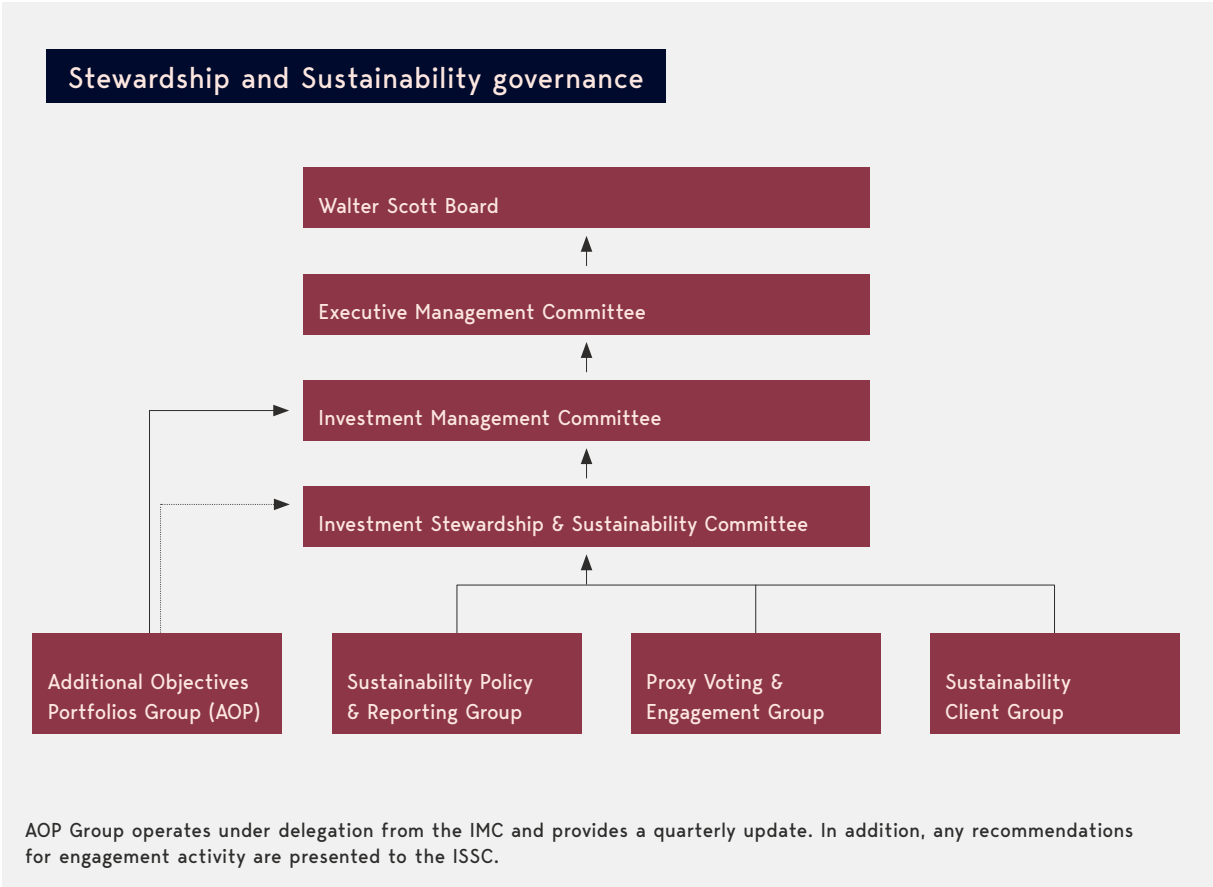 Stewardship and Sustainability governance
Walter Scott Board
Executive Management Committee
Investment Management Committee
Investment Stewardship & Sustainability Committee
Additional Objectives
Portfolios Group (AOP)
Sustainability Policy
& Reporting Group
Proxy Voting &
Engagement Group
Sustainability
Client Group
AOP Group operates under delegation from the IMC and provides a quarterly update. In addition, any recommendations
for engagement activity are presented to the ISSC.